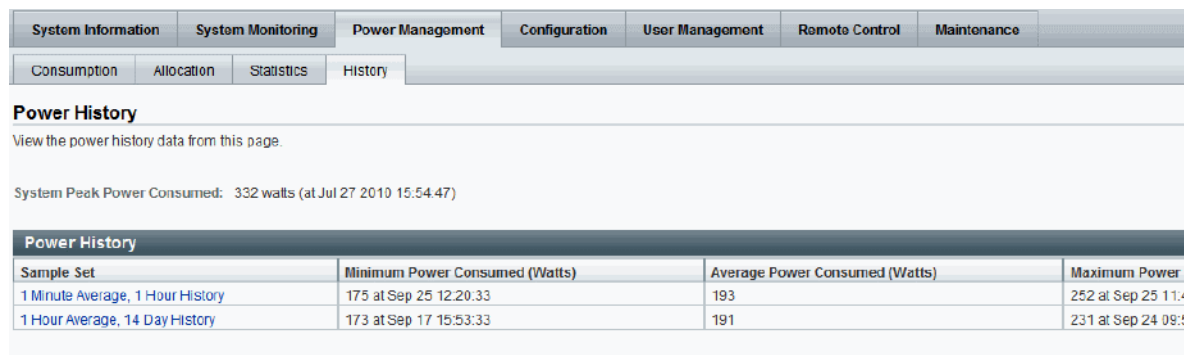 System Information System Monitoring Power Management Configuration User Management Remote Control Maintenance
Consumption Allocation Statistics History
Power History
View the power history data from this page.
System Peak Power Consumed: 332 watts (at Jul 27 2010 15:54:47)
Power History
Sample Set Minimum Power Consumed (Watts) Average Power Consumed (Watts) Maximum Power
1 Minute Average, 1 Hour History 175 at Sep 25 12:20:33 193 252 at Sep 25 11:4
1 Hour Average, 14 Day History 173 at Sep 17 15:53:33 191 231 at Sep 24 09:5